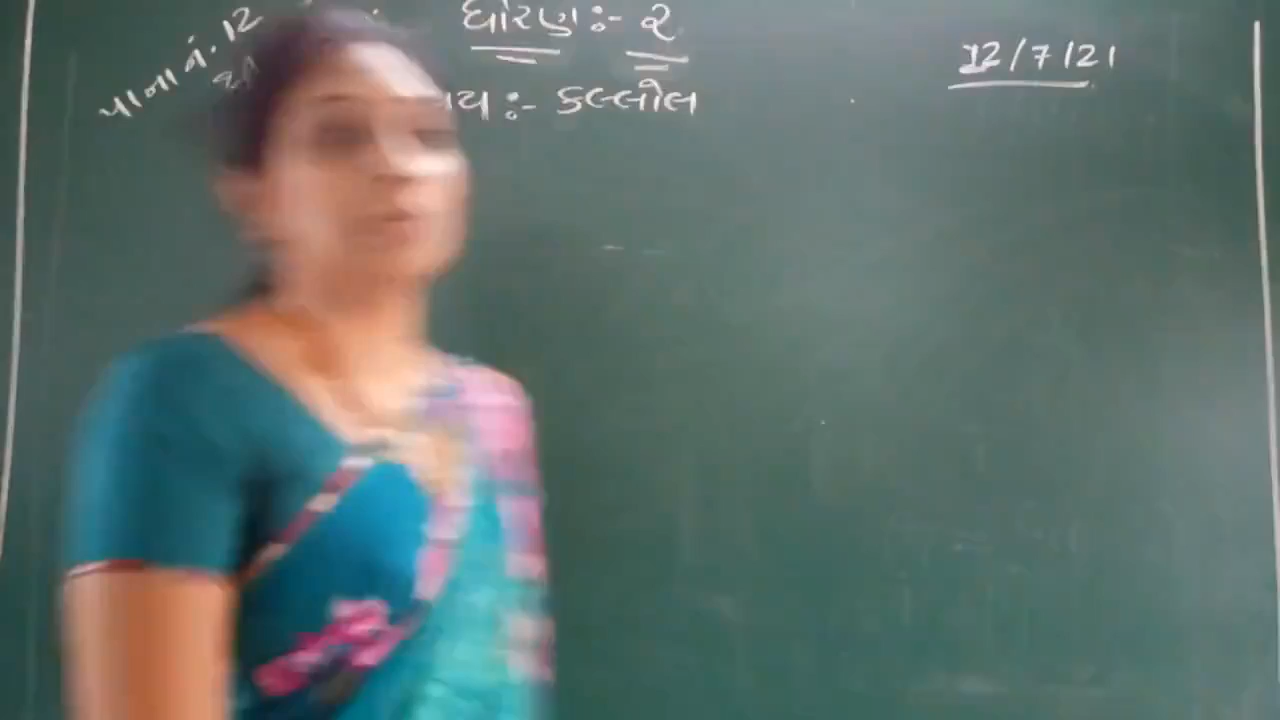 ધોરણ :- ૨
12/7/21
પાના નં. 12
ય :- કલ્લોલ